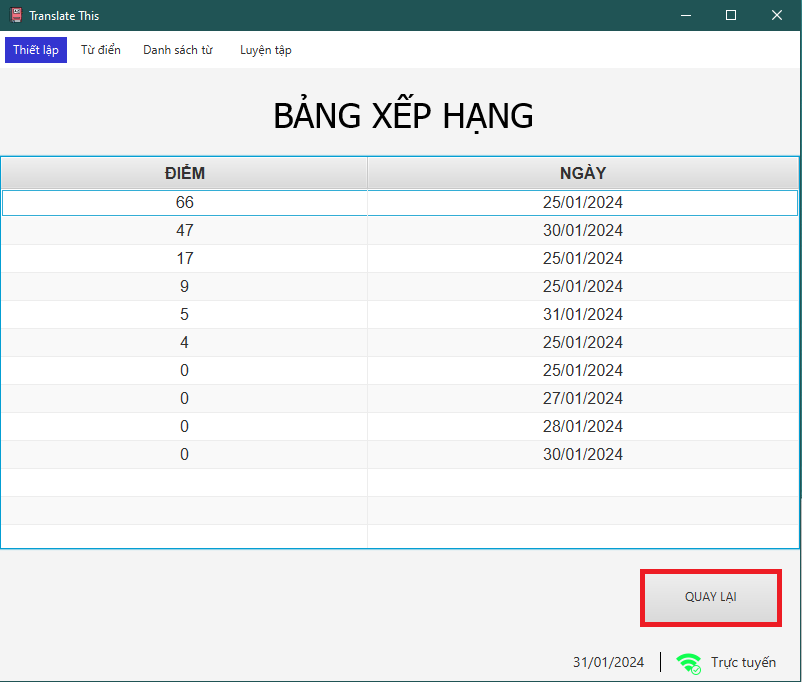 Translate This
Thiết lập Từ điển Danh sách từ Luyện tập
BẢNG XẾP HẠNG
ĐIỂM NGÀY
66 25/01/2024
47 30/01/2024
17 25/01/2024
9 25/01/2024
5 31/01/2024
4 25/01/2024
0 25/01/2024
0 27/01/2024
0 28/01/2024
0 30/01/2024
QUAY LẠI
31/01/2024 Trực tuyến